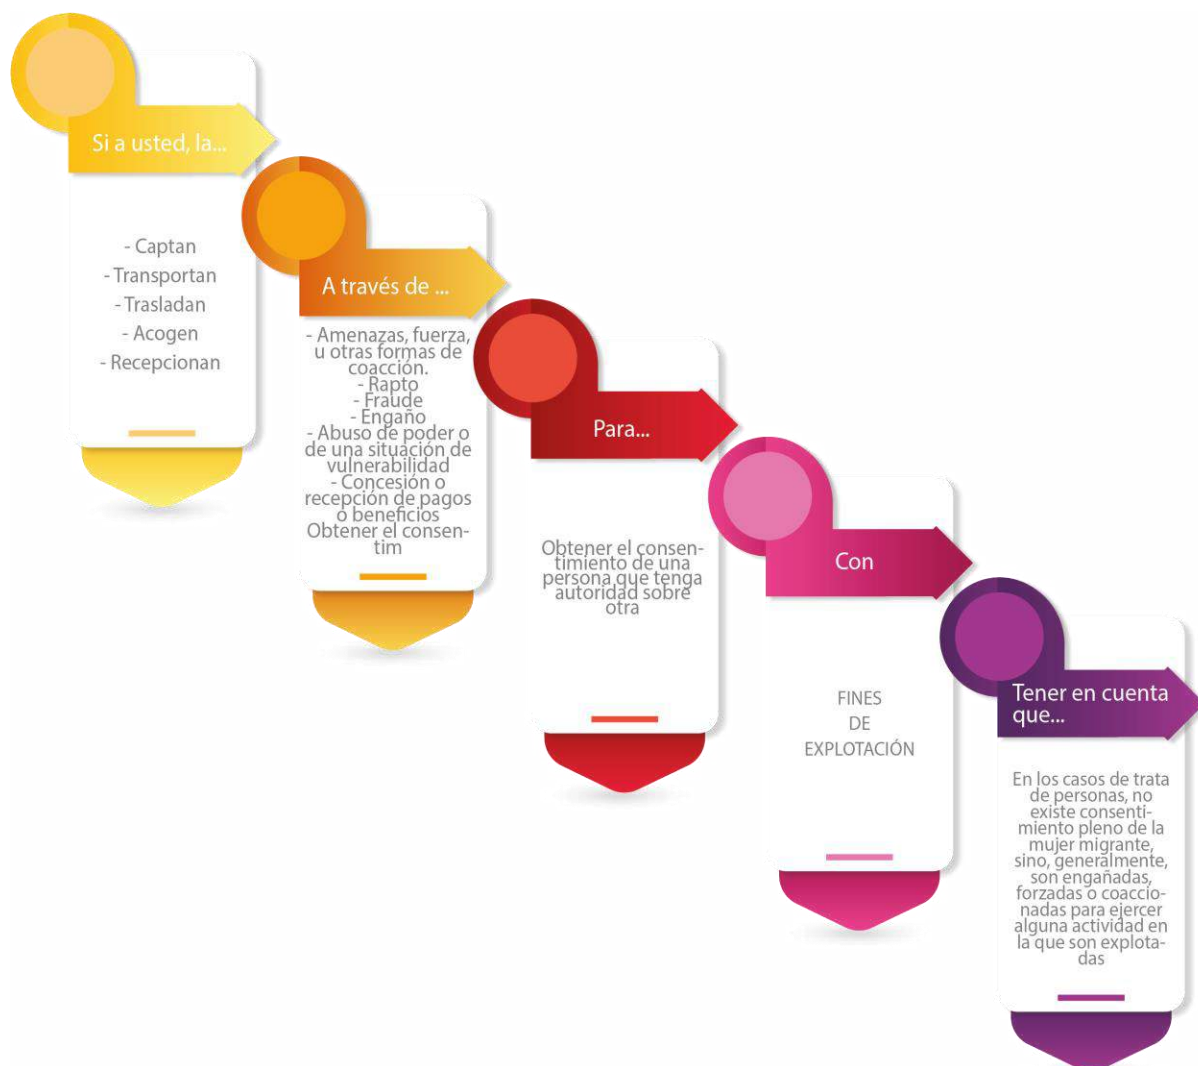 Si a usted, la...
- Captan
- Transportan
- Trasladan
- Acogen
- Recepcionan
A través de ...
- Amenazas, fuerza,
u otras formas de
coacción.
- Rapto
- Fraude
- Engaño
- Abuso de poder o
de una situación de
vulnerabilidad
- Concesión o
recepción de pagos
o beneficios
Obtener el consen-
tim
Para...
Obtener el consen-
timiento de una
persona que tenga
autoridad sobre
otra
Con
FINES
DE
EXPLOTACIÓN
Tener en cuenta
que...
En los casos de trata
de personas, no
existe consenti-
miento pleno de la
mujer migrante,
sino, generalmente,
son engañadas,
forzadas o coaccio-
nadas para ejercer
alguna actividad en
la que son explota-
das